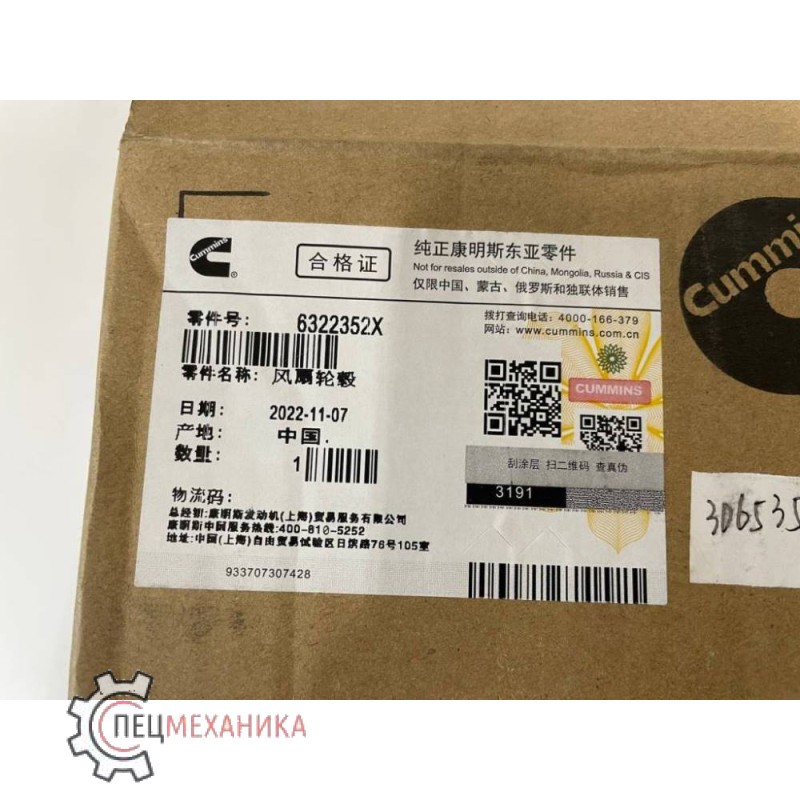 Cummins
®
合格证
纯正康明斯东亚零件
Not for resales outside of China, Mongolia, Russia & CIS
仅限中国、蒙古、俄罗斯和独联体销售
零件号: 6322352X
零件名称: 风扇轮毂
日期: 2022-11-07
产地: 中国.
数量: 1
物流码:
总经销:康明斯发动机(上海)贸易服务有限公司
康明斯中国服务热线:400-810-5252
地址:中国(上海)自由贸易试验区日滨路76号105室
933707307428
拨打查询电话: 4000-166-379
网站: www.cummins.com.cn
CUMMINS
刮涂层 扫二维码 查真伪
3191
Cummins
306535
ПЕЦМЕХАНИКА